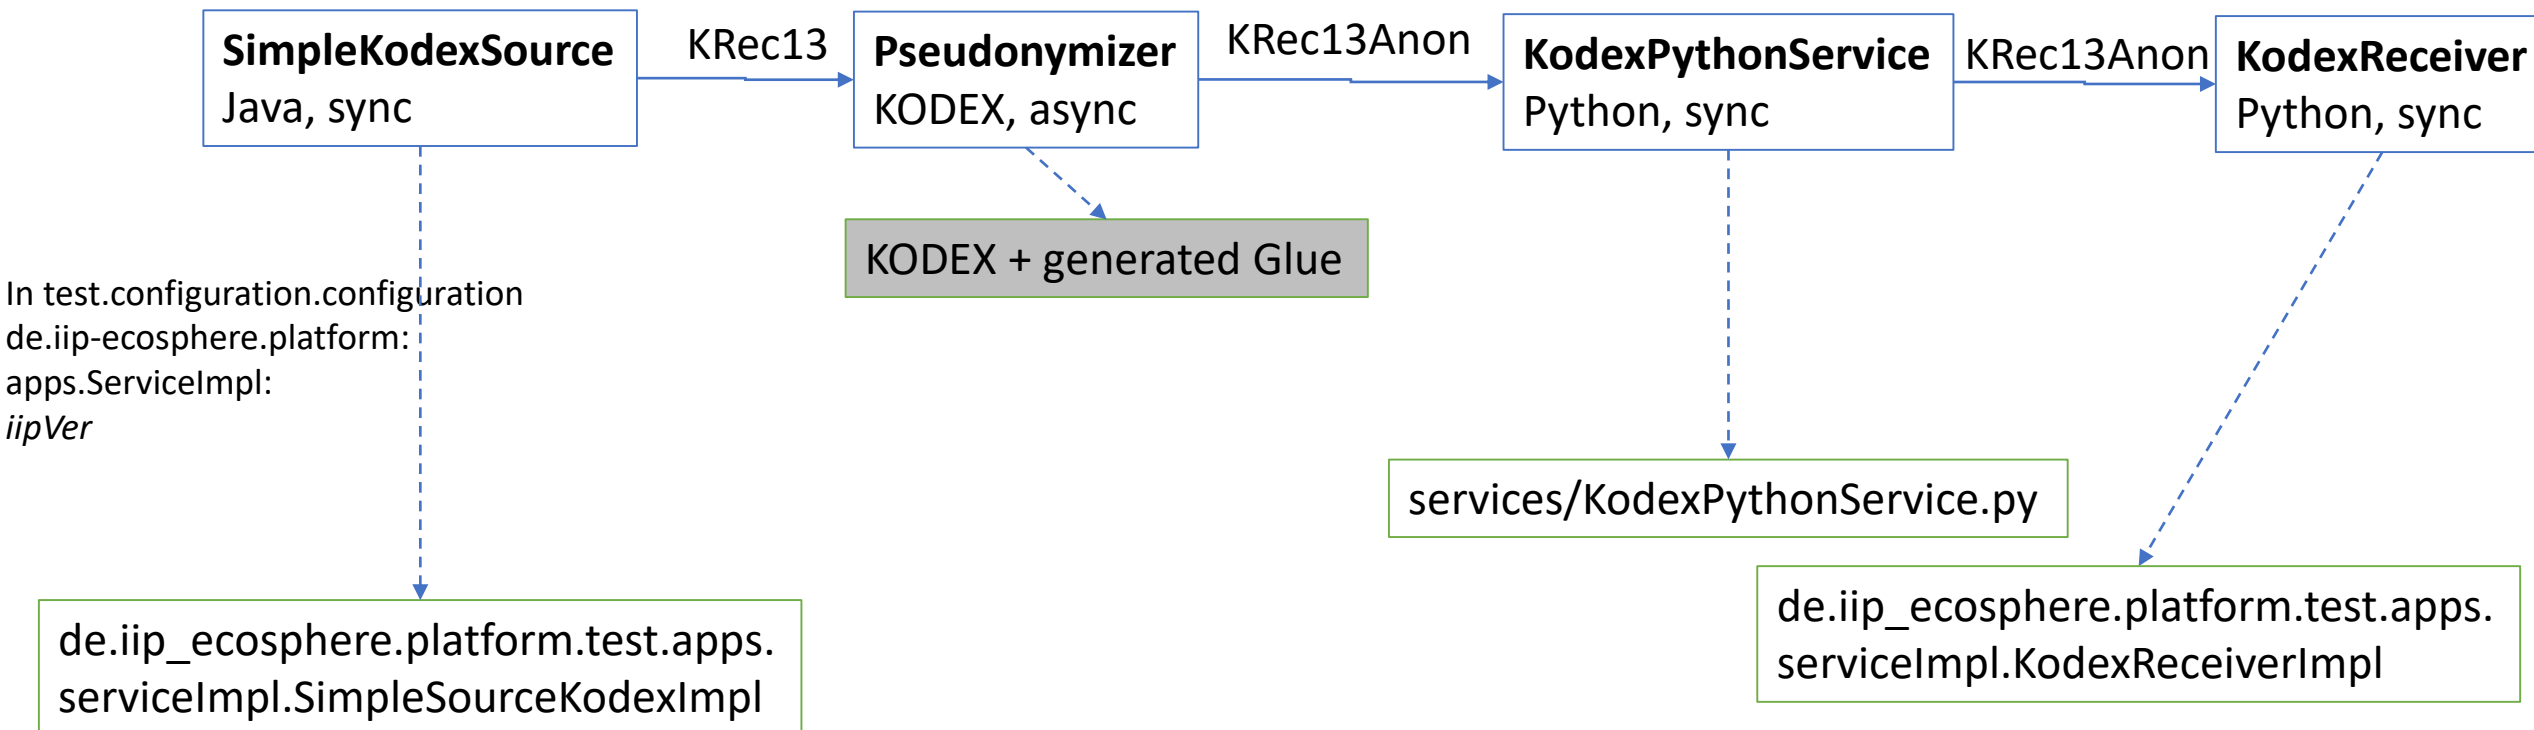 SimpleKodexSource
Java, sync
KRec13
Pseudonymizer
KODEX, async
KRec13Anon
KodexPythonService
Python, sync
KRec13Anon
KodexReceiver
Python, sync
KODEX + generated Glue
In test.configuration.configuration
de.iip-ecosphere.platform:
apps.ServiceImpl:
iipVer
services/KodexPythonService.py
de.iip_ecosphere.platform.test.apps.
serviceImpl.SimpleSourceKodexImpl
de.iip_ecosphere.platform.test.apps.
serviceImpl.KodexReceiverImpl